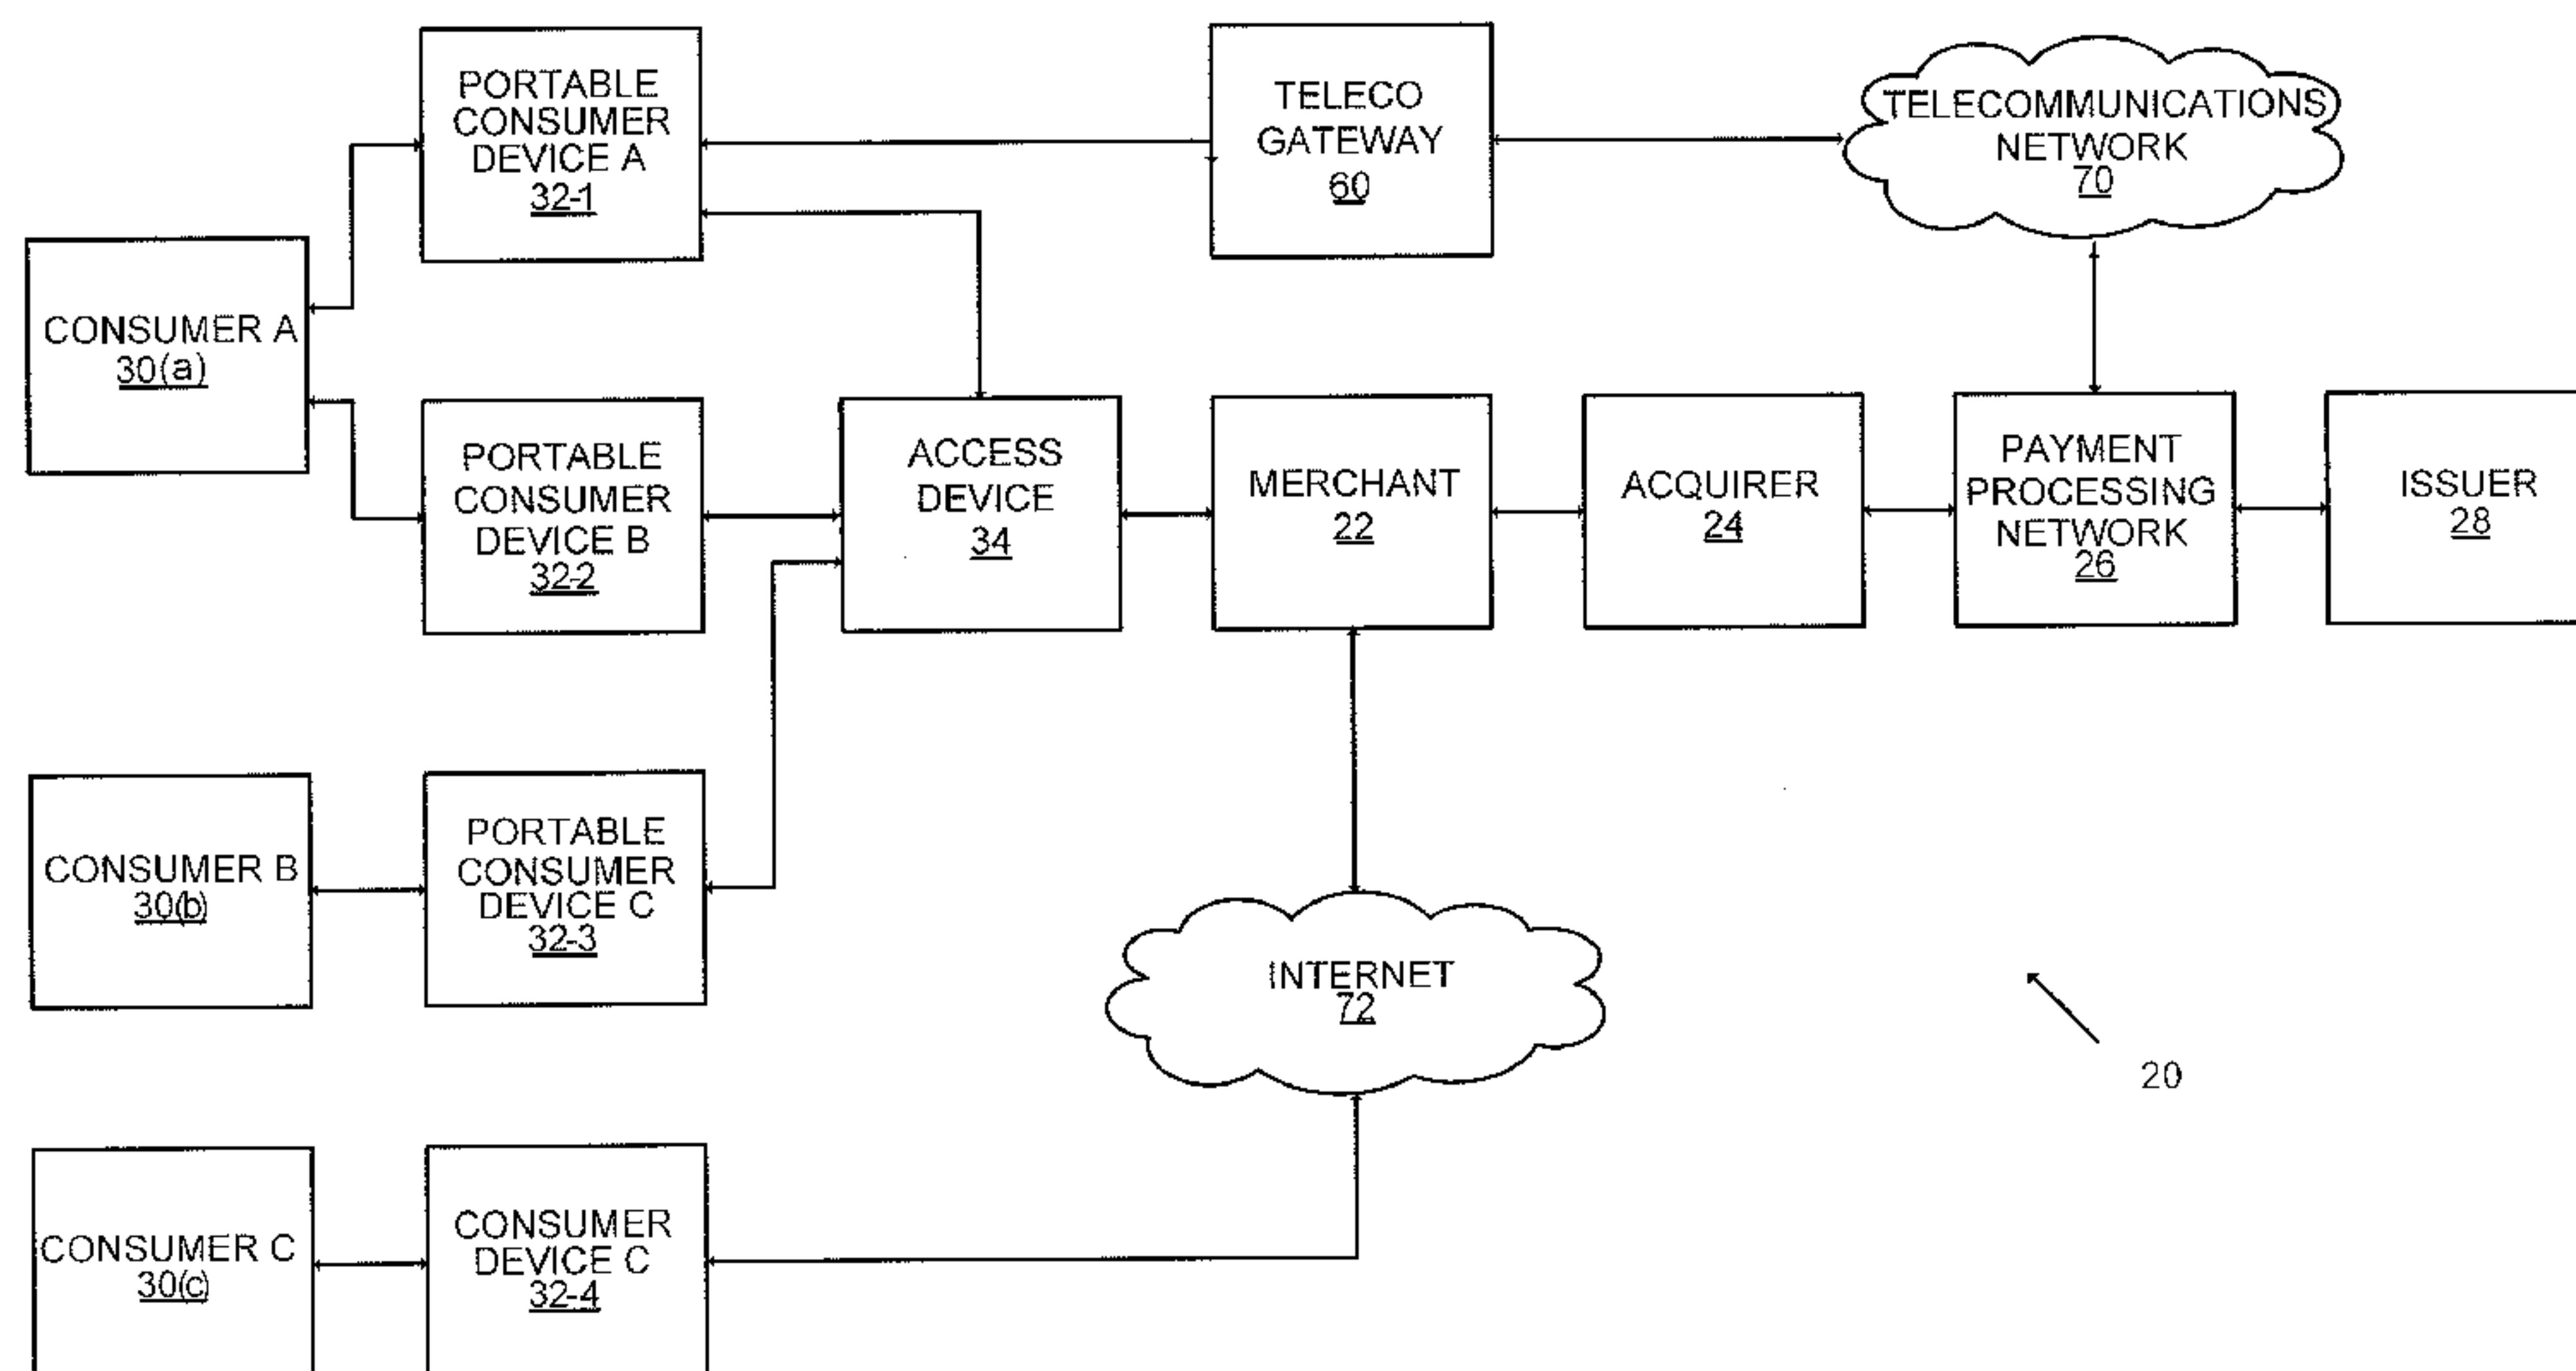 PORTABLE
CONSUMER
DEVICE A
32-1
TELECO
GATEWAY
60
TELECOMMUNICATIONS
NETWORK
70
CONSUMER A
30(a)
PORTABLE
CONSUMER
DEVICE B
32-2
ACCESS
DEVICE
34
MERCHANT
22
ACQUIRER
24
PAYMENT
PROCESSING
NETWORK
26
ISSUER
28
CONSUMER B
30(b)
PORTABLE
CONSUMER
DEVICE C
32-3
INTERNET
72
20
CONSUMER C
30(c)
CONSUMER
DEVICE C
32-4